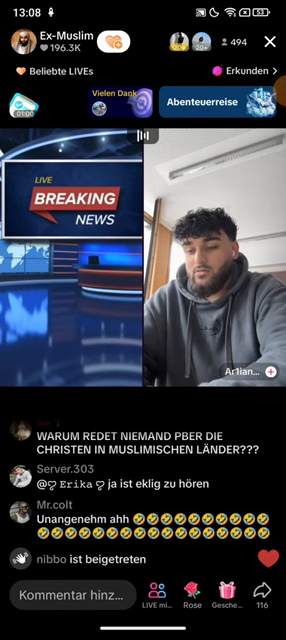 13:08
53
Ex-Muslim
196.3K
+20
494
Beliebte LIVEs
Erkunden >
01:00
Vielen Dank
Abenteuerreise
LIVE
BREAKING
NEWS
Ar1ian...
WARUM REDET NIEMAND PBER DIE
CHRISTEN IN MUSLIMISCHEN LÄNDER???
Server.303
@ღ Erika ღ ja ist eklig zu hören
Mr.colt
Unangenehm ahh 🤣🤣🤣🤣🤣🤣🤣🤣🤣
🤣🤣🤣🤣🤣🤣🤣🤣🤣🤣🤣🤣🤣🤣
nibbo ist beigetreten
Kommentar hinz...
LIVE mi...
Rose
Gesche...
116